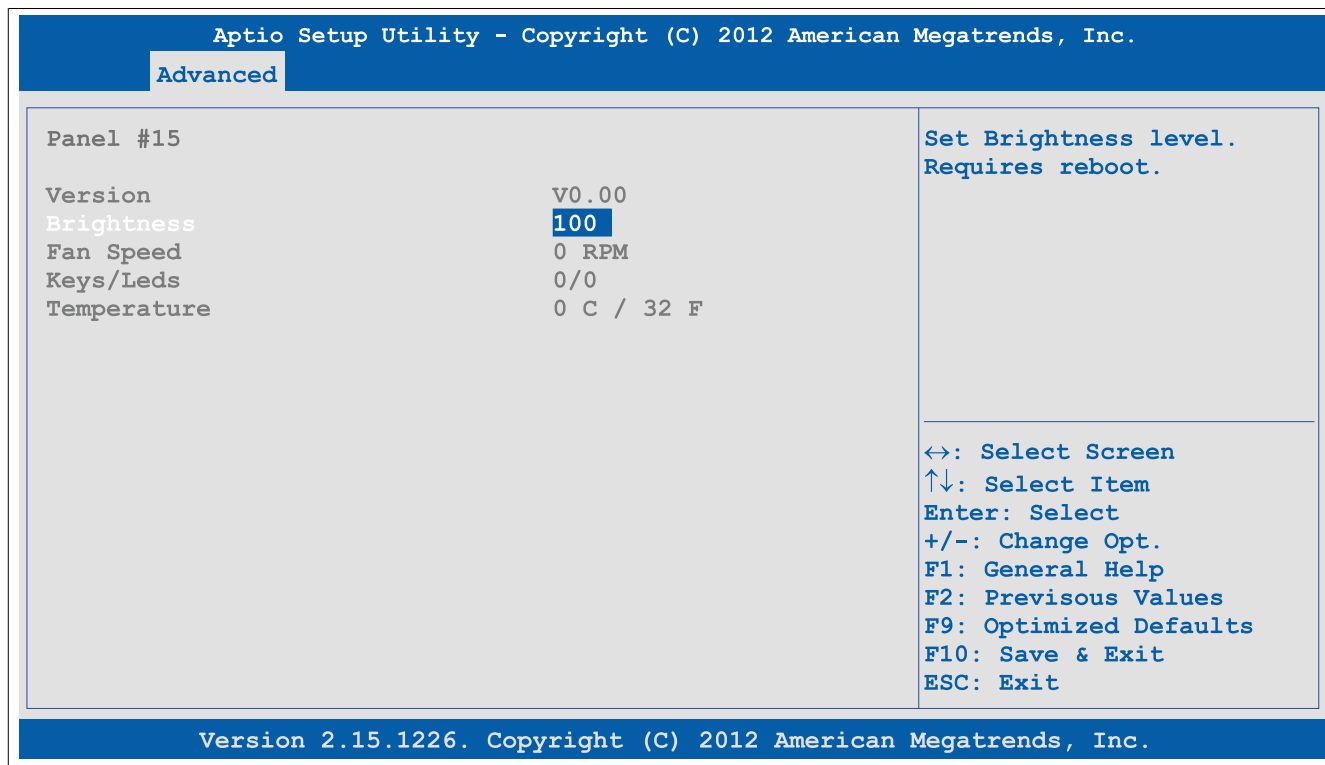 Aptio Setup Utility - Copyright (C) 2012 American Megatrends, Inc.
Advanced
Panel #15
Version V0.00
Brightness 100
Fan Speed 0 RPM
Keys/Leds 0/0
Temperature 0 C / 32 F
Set Brightness level.
Requires reboot.
↔: Select Screen
↑↓: Select Item
Enter: Select
+/-: Change Opt.
F1: General Help
F2: Previsous Values
F9: Optimized Defaults
F10: Save & Exit
ESC: Exit
Version 2.15.1226. Copyright (C) 2012 American Megatrends, Inc.